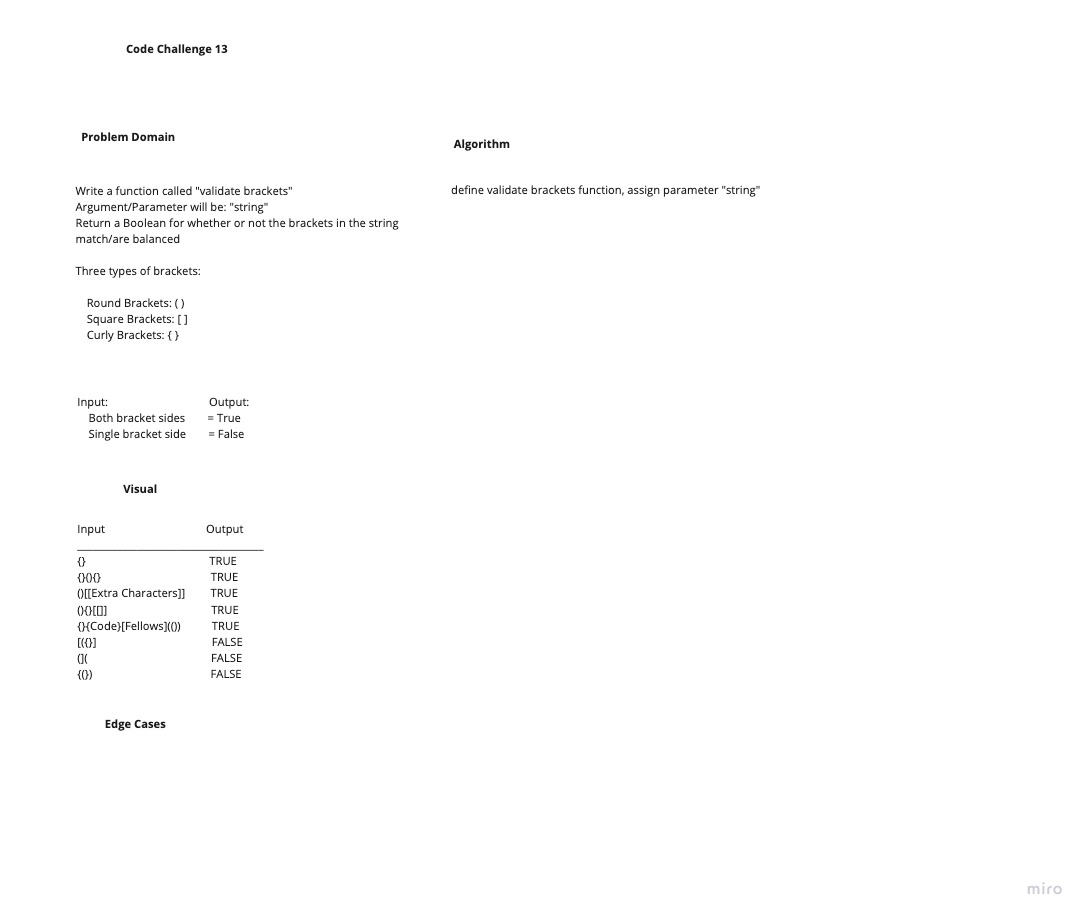 Code Challenge 13
Problem Domain
Write a function called "validate brackets"
Argument/Parameter will be: "string"
Return a Boolean for whether or not the brackets in the string
match/are balanced
Three types of brackets:
Round Brackets: ( )
Square Brackets: [ ]
Curly Brackets: { }
Input: Output:
Both bracket sides = True
Single bracket side = False
Visual
Input Output
{} TRUE
{}(){} TRUE
()[[Extra Characters]] TRUE
(){}[[]] TRUE
{}{Code}[Fellows](()) TRUE
[({}] FALSE
(]( FALSE
{(}) FALSE
Edge Cases
Algorithm
define validate brackets function, assign parameter "string"
miro